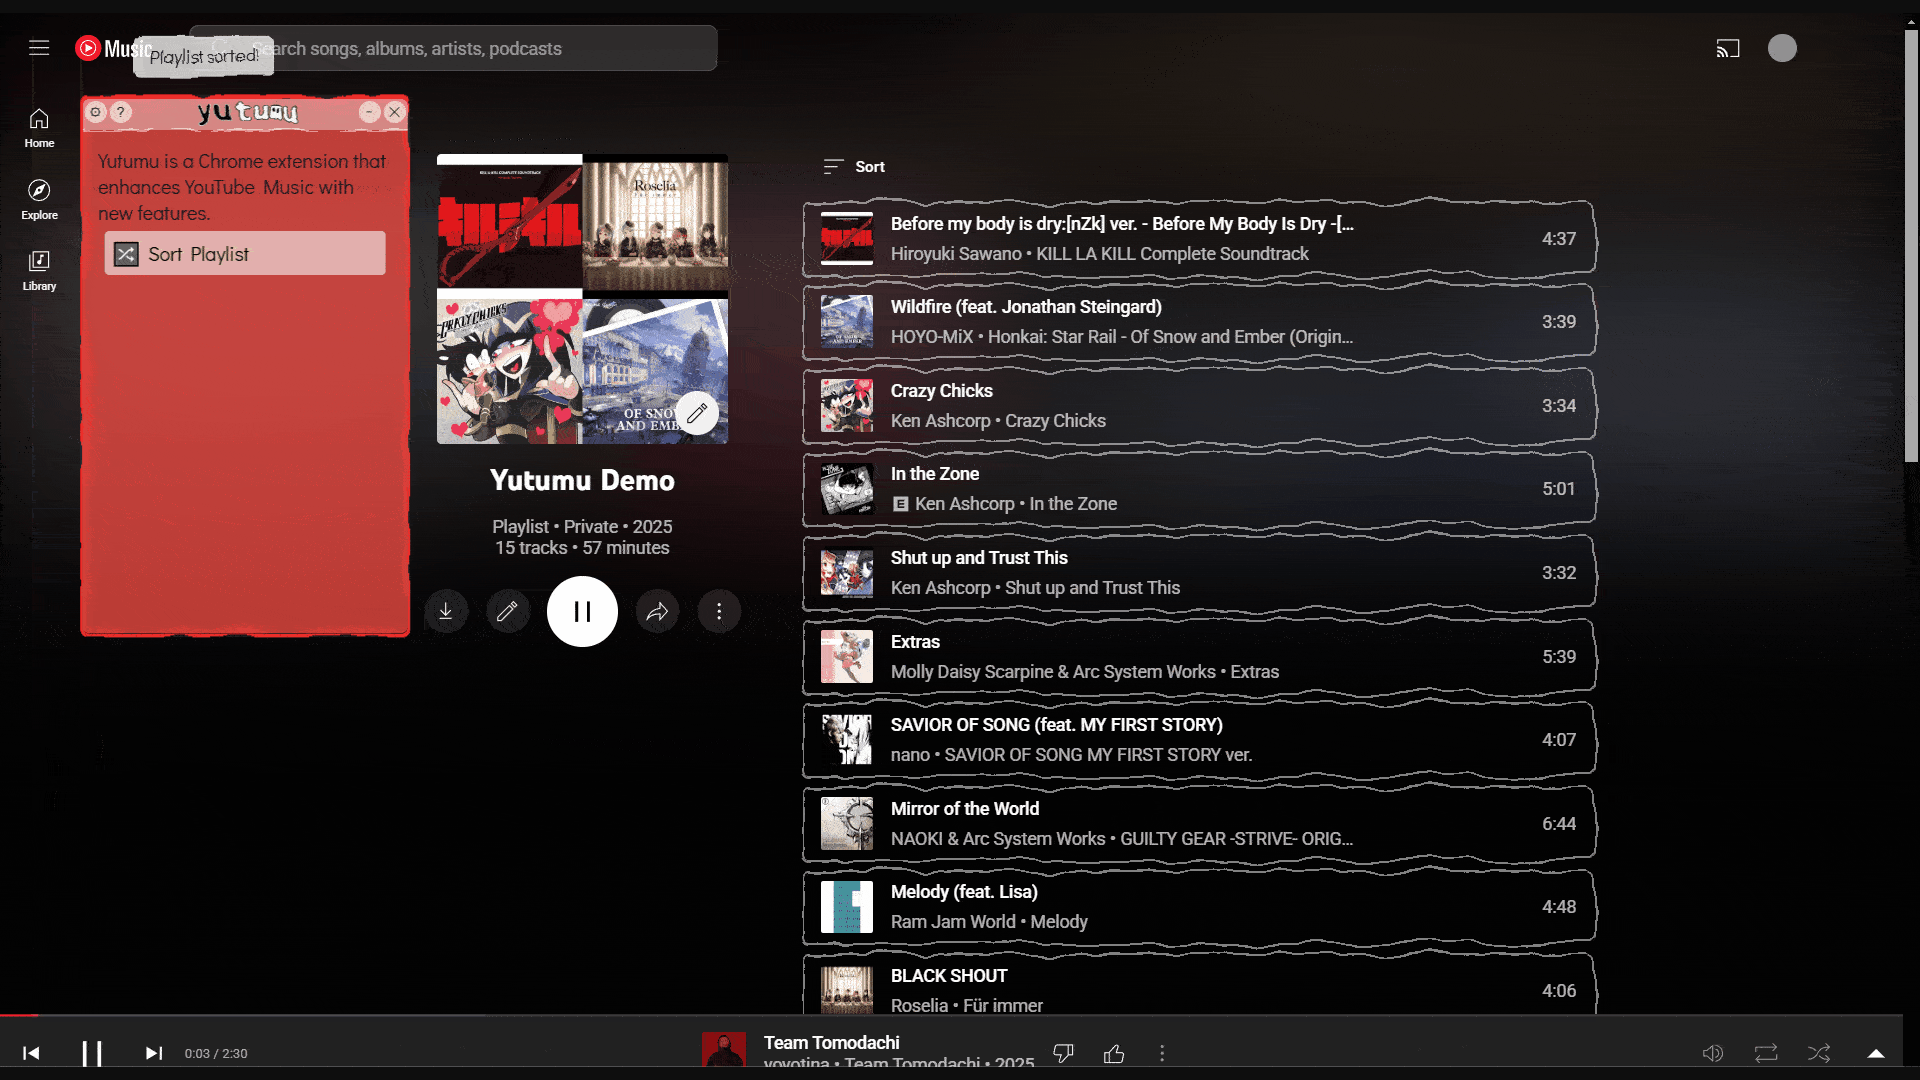 Music
Search songs, albums, artists, podcasts
Playlist sorted!
Home
Explore
Library
?
yutumu
Yutumu is a Chrome extension that
enhances YouTube Music with
new features.
Sort Playlist
KILL LA KILL COMPLETE SOUNDTRACK
Roselia
CRAZY CHICKS
OF SNOW
AND EMB
Yutumu Demo
Playlist • Private • 2025
15 tracks • 57 minutes
Sort
Before my body is dry:[nZk] ver. - Before My Body Is Dry -[...
Hiroyuki Sawano • KILL LA KILL Complete Soundtrack
4:37
Wildfire (feat. Jonathan Steingard)
HOYO-MiX • Honkai: Star Rail - Of Snow and Ember (Origin...
3:39
Crazy Chicks
Ken Ashcorp • Crazy Chicks
3:34
In the Zone
E Ken Ashcorp • In the Zone
5:01
Shut up and Trust This
Ken Ashcorp • Shut up and Trust This
3:32
Extras
Molly Daisy Scarpine & Arc System Works • Extras
5:39
SAVIOR OF SONG (feat. MY FIRST STORY)
nano • SAVIOR OF SONG MY FIRST STORY ver.
4:07
Mirror of the World
NAOKI & Arc System Works • GUILTY GEAR -STRIVE- ORIG...
6:44
Melody (feat. Lisa)
Ram Jam World • Melody
4:48
BLACK SHOUT
Roselia • Für immer
4:06
0:03 / 2:30
Team Tomodachi
yovotina • Team Tomodachi • 2025